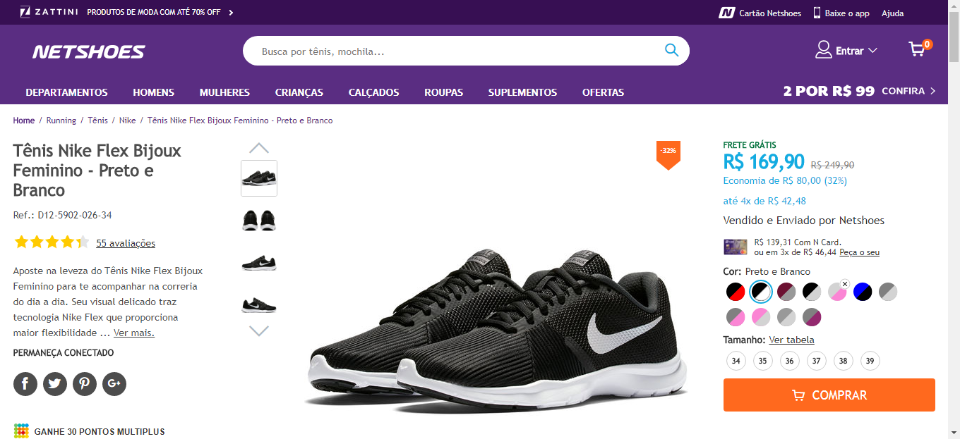 ZATTINI PRODUTOS DE MODA COM ATÉ 70% OFF
Cartão Netshoes Baixe o app Ajuda
NETSHOES
Busca por tênis, mochila...
Entrar
0
DEPARTAMENTOS HOMENS MULHERES CRIANÇAS CALÇADOS ROUPAS SUPLEMENTOS OFERTAS
2 POR R$ 99 CONFIRA
Home / Running / Tênis / Nike / Tênis Nike Flex Bijoux Feminino - Preto e Branco
Tênis Nike Flex Bijoux
Feminino - Preto e
Branco
Ref.: D12-5902-026-34
55 avaliações
Aposte na leveza do Tênis Nike Flex Bijoux
Feminino para te acompanhar na correria
do dia a dia. Seu visual delicado traz
tecnologia Nike Flex que proporciona
maior flexibilidade ... Ver mais.
PERMANEÇA CONECTADO
GANHE 30 PONTOS MULTIPLUS
-32%
FRETE GRÁTIS
R$ 169,90 R$ 249,90
Economia de R$ 80,00 (32%)
até 4x de R$ 42,48
Vendido e Enviado por Netshoes
R$ 139,31 Com N Card.
ou em 3x de R$ 46,44 Peça o seu
Cor: Preto e Branco
Tamanho: Ver tabela
34 35 36 37 38 39
COMPRAR